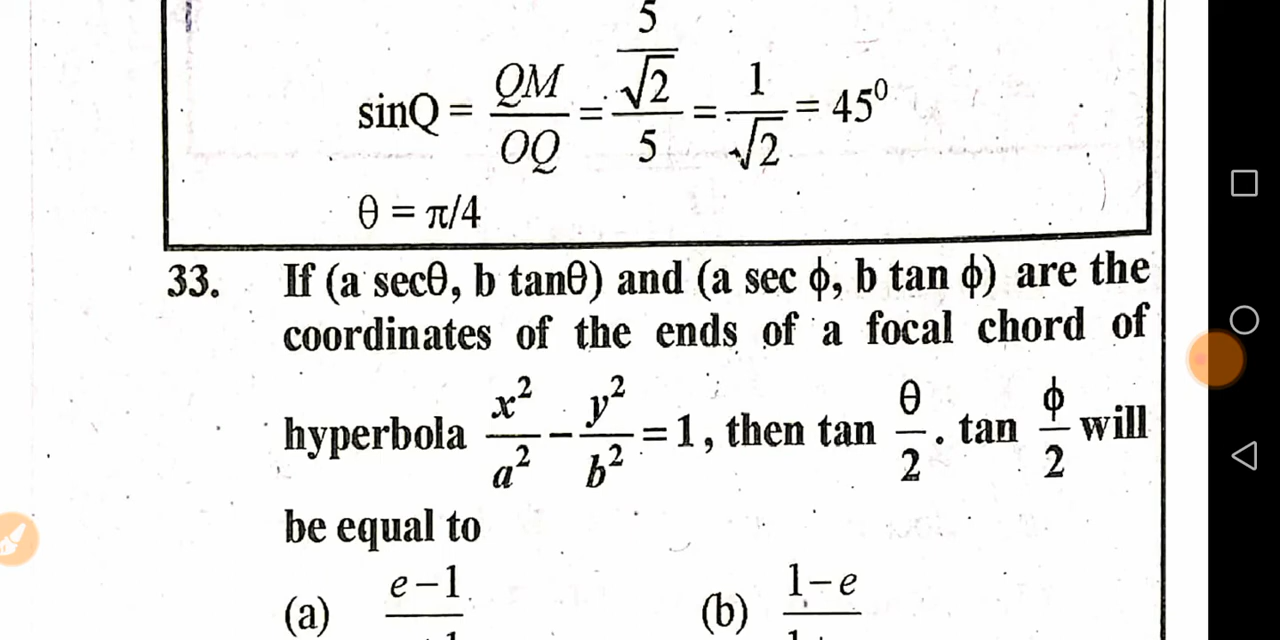 sinQ = QM/OQ = (5/√2)/5 = 1/√2 = 45⁰
θ = π/4
33. If (a secθ, b tanθ) and (a sec ϕ, b tan ϕ) are the
coordinates of the ends of a focal chord of
hyperbola x²/a² − y²/b² = 1, then tan θ/2 . tan ϕ/2 will
be equal to
(a) e−1 (b) 1−e